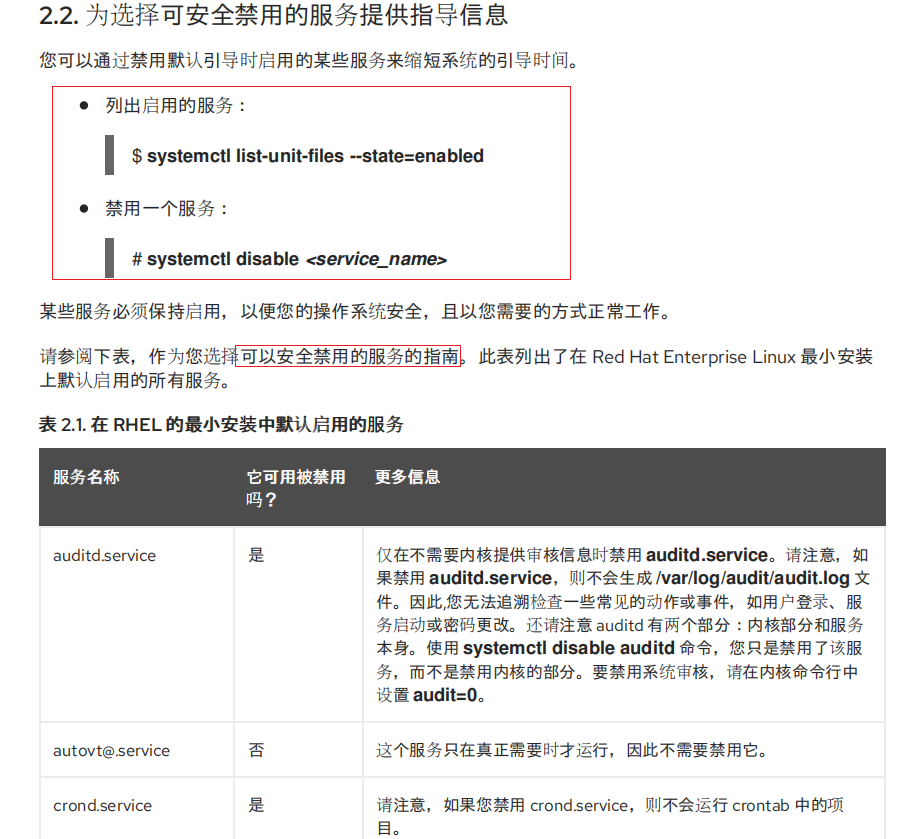 2.2. 为选择可安全禁用的服务提供指导信息
您可以通过禁用默认引导时启用的某些服务来缩短系统的引导时间。
● 列出启用的服务：
$ systemctl list-unit-files --state=enabled
● 禁用一个服务：
# systemctl disable <service_name>
某些服务必须保持启用，以便您的操作系统安全，且以您需要的方式正常工作。
请参阅下表，作为您选择可以安全禁用的服务的指南。此表列出了在 Red Hat Enterprise Linux 最小安装
上默认启用的所有服务。
表 2.1. 在 RHEL 的最小安装中默认启用的服务
服务名称 它可用被禁用 更多信息
吗？
auditd.service 是 仅在不需要内核提供审核信息时禁用 auditd.service。请注意，如
果禁用 auditd.service，则不会生成 /var/log/audit/audit.log 文
件。因此,您无法追溯检查一些常见的动作或事件，如用户登录、服
务启动或密码更改。还请注意 auditd 有两个部分：内核部分和服务
本身。使用 systemctl disable auditd 命令，您只是禁用了该服
务，而不是禁用内核的部分。要禁用系统审核，请在内核命令行中
设置 audit=0。
autovt@.service 否 这个服务只在真正需要时才运行，因此不需要禁用它。
crond.service 是 请注意，如果您禁用 crond.service，则不会运行 crontab 中的项
目。